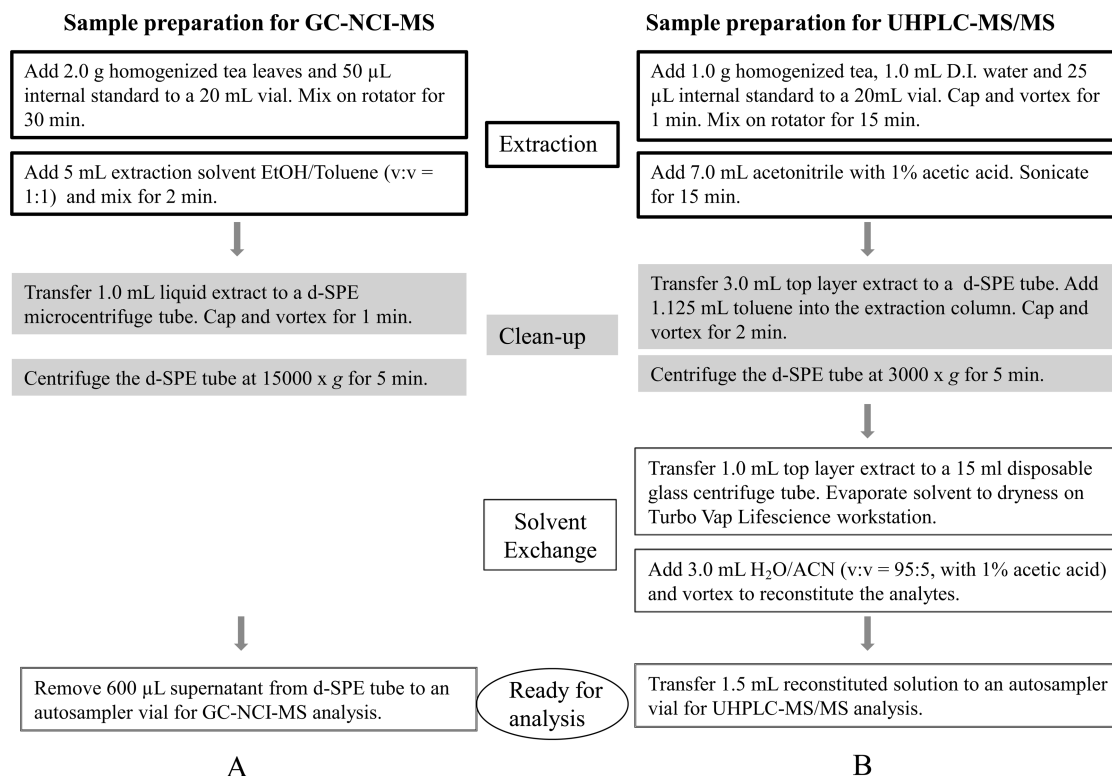 Sample preparation for GC-NCI-MS
Add 2.0 g homogenized tea leaves and 50 µL
internal standard to a 20 mL vial. Mix on rotator for
30 min.
Add 5 mL extraction solvent EtOH/Toluene (v:v =
1:1)  and mix for 2 min.
Transfer 1.0 mL liquid extract to a d-SPE
microcentrifuge tube. Cap and vortex for 1 min.
Centrifuge the d-SPE tube at 15000 x g for 5 min.
Remove 600 µL supernatant from d-SPE tube to an
autosampler vial for GC-NCI-MS analysis.
A
Extraction
Clean-up
Solvent
Exchange
Ready for
analysis
Sample preparation for UHPLC-MS/MS
Add 1.0 g homogenized tea, 1.0 mL D.I. water and 25
µL internal standard to a 20mL vial. Cap and vortex for
1 min. Mix on rotator for 15 min.
Add 7.0 mL acetonitrile with 1% acetic acid. Sonicate
for 15 min.
Transfer 3.0 mL top layer extract to a  d-SPE tube. Add
1.125 mL toluene into the extraction column. Cap and
vortex for 2 min.
Centrifuge the d-SPE tube at 3000 x g for 5 min.
Transfer 1.0 mL top layer extract to a 15 ml disposable
glass centrifuge tube. Evaporate solvent to dryness on
Turbo Vap Lifescience workstation.
Add 3.0 mL H₂O/ACN (v:v = 95:5, with 1% acetic acid)
and vortex to reconstitute the analytes.
Transfer 1.5 mL reconstituted solution to an autosampler
vial for UHPLC-MS/MS analysis.
B